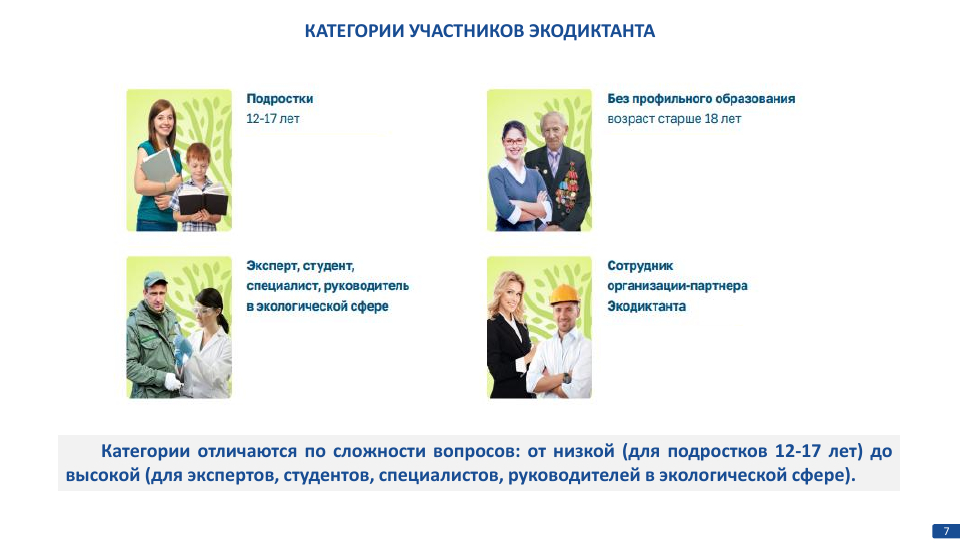 КАТЕГОРИИ УЧАСТНИКОВ ЭКОДИКТАНТА
Подростки
12-17 лет
Без профильного образования
возраст старше 18 лет
Эксперт, студент,
специалист, руководитель
в экологической сфере
Сотрудник
организации-партнера
Экодиктанта
Категории отличаются по сложности вопросов: от низкой (для подростков 12-17 лет) до
высокой (для экспертов, студентов, специалистов, руководителей в экологической сфере).
7